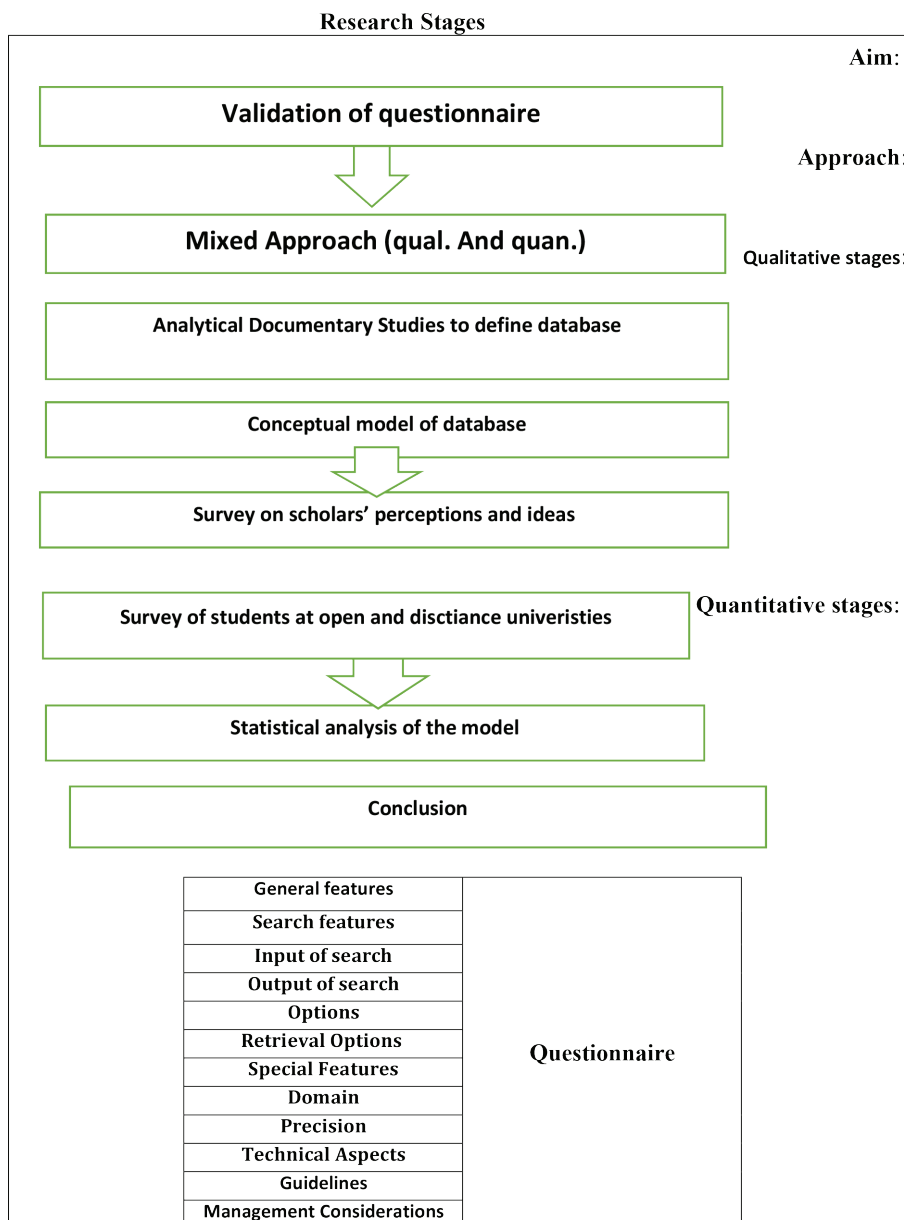 Research Stages
Aim:
Validation of questionnaire
Approach:
Mixed Approach (qual. And quan.)
Qualitative stages:
Analytical Documentary Studies to define database
Conceptual model of database
Survey on scholars’ perceptions and ideas
Quantitative stages:
Survey of students at open and disctiance univeristies
Statistical analysis of the model
Conclusion
General features
Search features
Input of search
Output of search
Options
Retrieval Options
Special Features
Domain
Precision
Technical Aspects
Guidelines
Management Considerations
Questionnaire